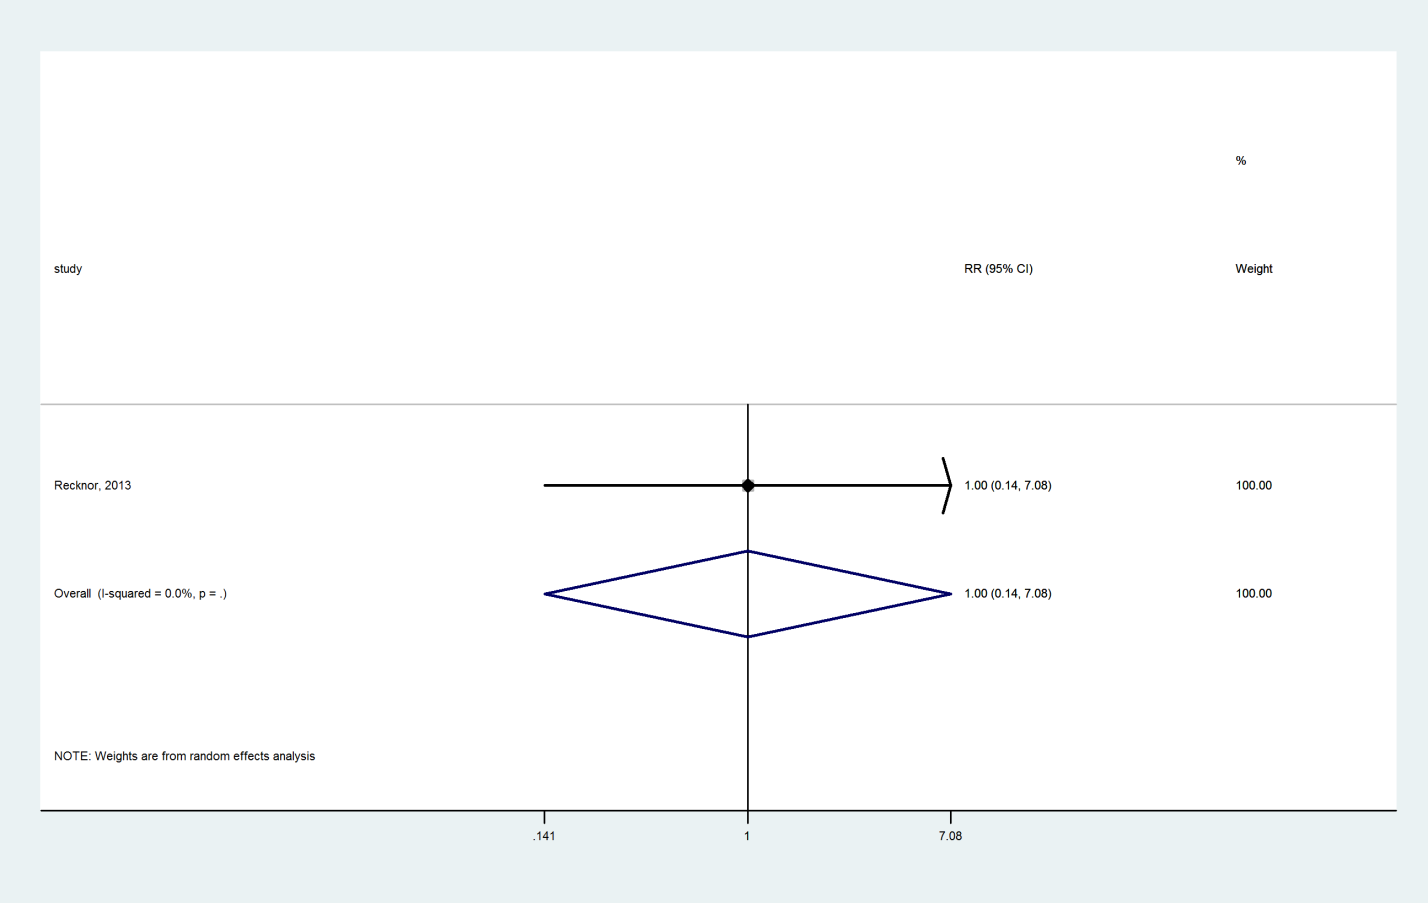 %
study RR (95% CI) Weight
Recknor, 2013 1.00 (0.14, 7.08) 100.00
Overall  (I-squared = 0.0%, p = .) 1.00 (0.14, 7.08) 100.00
NOTE: Weights are from random effects analysis
.141 1 7.08